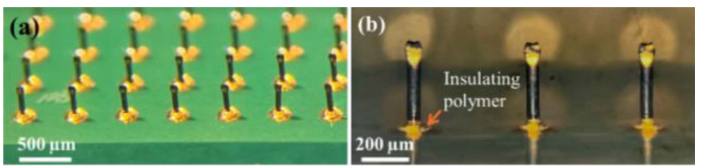 (a)
500 µm
(b)
Insulating
polymer
200 µm